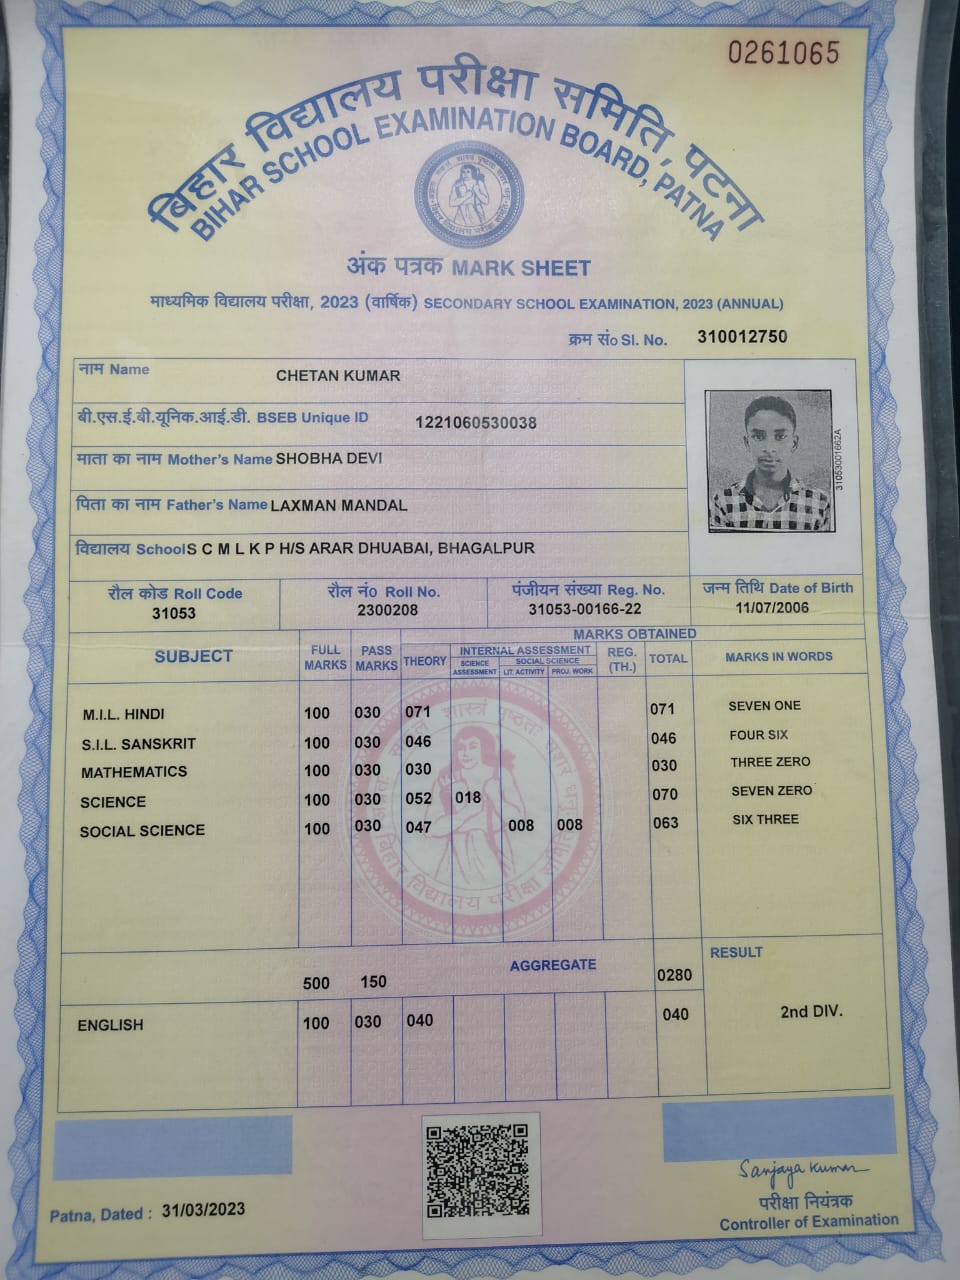 0261065
बिहार विद्यालय परीक्षा समिति, पटना
BIHAR SCHOOL EXAMINATION BOARD, PATNA
अंक पत्रक MARK SHEET
माध्यमिक विद्यालय परीक्षा, 2023 (वार्षिक) SECONDARY SCHOOL EXAMINATION, 2023 (ANNUAL)
क्रम सं० Sl. No. 310012750
नाम Name CHETAN KUMAR
बी.एस.ई.बी.यूनिक.आई.डी. BSEB Unique ID 1221060530038
माता का नाम Mother's Name SHOBHA DEVI
पिता का नाम Father's Name LAXMAN MANDAL
विद्यालय School S C M L K P H/S ARAR DHUABAI, BHAGALPUR
31053001662A
रौल कोड Roll Code रौल नं० Roll No. पंजीयन संख्या Reg. No. जन्म तिथि Date of Birth
31053 2300208 31053-00166-22 11/07/2006
MARKS OBTAINED
SUBJECT FULL MARKS PASS MARKS THEORY INTERNAL ASSESSMENT REG. (TH.) TOTAL MARKS IN WORDS
SCIENCE ASSESSMENT SOCIAL SCIENCE LIT. ACTIVITY PROJ. WORK
M.I.L. HINDI 100 030 071 071 SEVEN ONE
S.I.L. SANSKRIT 100 030 046 046 FOUR SIX
MATHEMATICS 100 030 030 030 THREE ZERO
SCIENCE 100 030 052 018 070 SEVEN ZERO
SOCIAL SCIENCE 100 030 047 008 008 063 SIX THREE
500 150 AGGREGATE 0280 RESULT
ENGLISH 100 030 040 040 2nd DIV.
Sanjaya Kumar
Patna, Dated : 31/03/2023
परीक्षा नियंत्रक
Controller of Examination